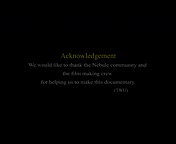 Acknowledgement
We would like to thank the Nebula community and
the film-making crew
for helping us to make this documentary.